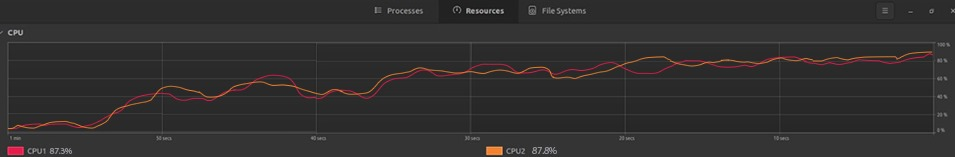 Processes Resources File Systems
CPU
100 %
80 %
60 %
40 %
20 %
0 %
1 min 50 secs 40 secs 30 secs 20 secs 10 secs
CPU1 87.3% CPU2 87.8%